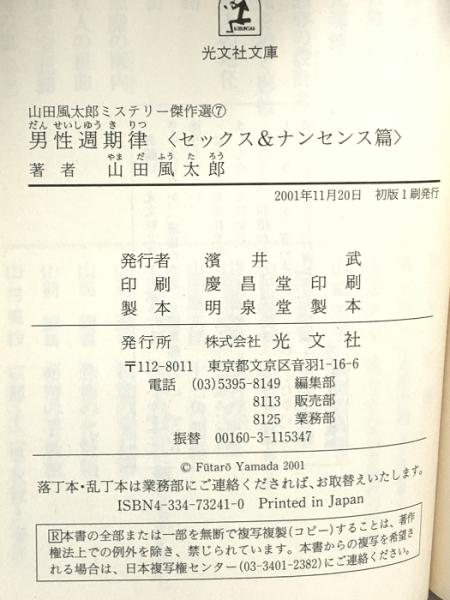 光文社文庫
山田風太郎ミステリー傑作選⑦
だんせいしゆうきりつ
男性週期律〈セックス&ナンセンス篇〉
やまだふうたろう
著者 山田風太郎
2001年11月20日 初版1刷発行
発行者 濱井 武
印刷 慶昌堂印刷
製本 明泉堂製本
発行所 株式会社 光文社
〒112-8011 東京都文京区音羽1-16-6
電話 (03)5395-8149 編集部
8113 販売部
8125 業務部
振替 00160-3-115347
© Fūtarō Yamada 2001
落丁本・乱丁本は業務部にご連絡くだされば、お取替えいたします。
ISBN4-334-73241-0 Printed in Japan
R本書の全部または一部を無断で複写複製(コピー)することは、著作
権法上での例外を除き、禁じられています。本書からの複写を希望さ
れる場合は、日本複写権センター(03-3401-2382)にご連絡ください。